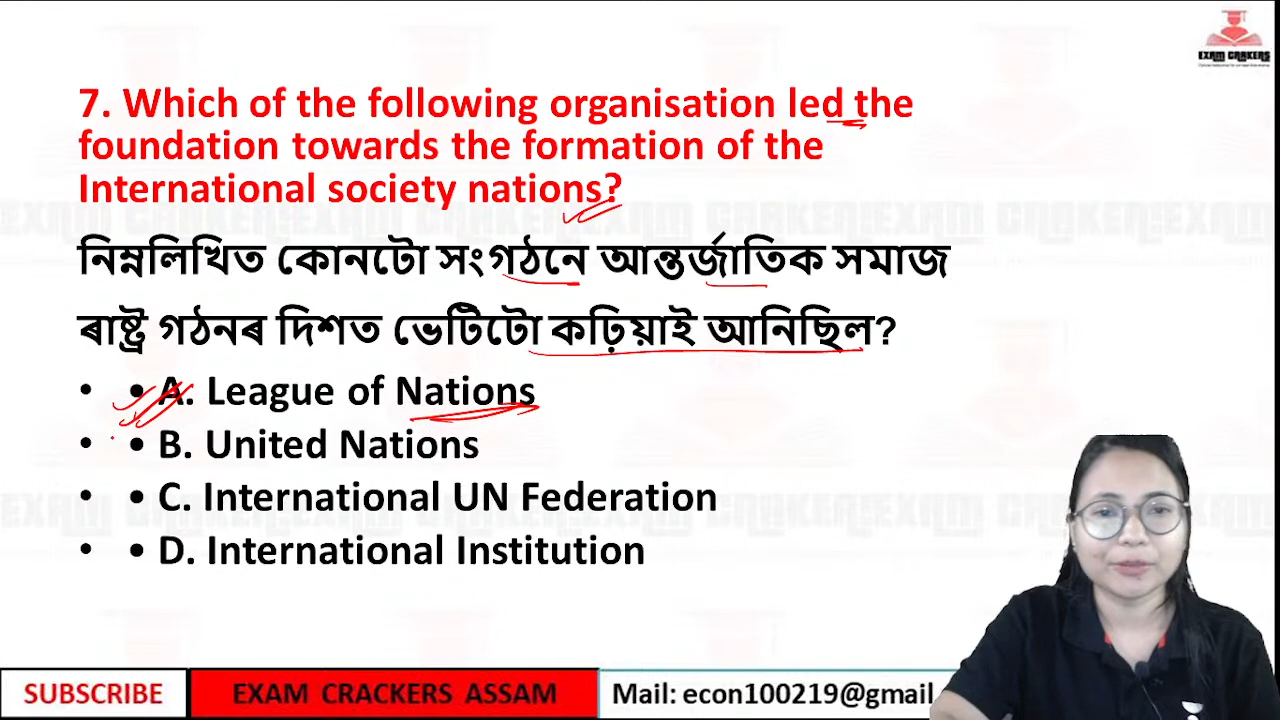 EXAM CRAKERS
7. Which of the following organisation led the
foundation towards the formation of the
International society nations?
নিম্নলিখিত কোনটো সংগঠনে আন্তৰ্জাতিক সমাজ
ৰাষ্ট্ৰ গঠনৰ দিশত ভেটিটো কঢ়িয়াই আনিছিল?
• • A. League of Nations
• • B. United Nations
• • C. International UN Federation
• • D. International Institution
SUBSCRIBE EXAM CRACKERS ASSAM Mail: econ100219@gmail